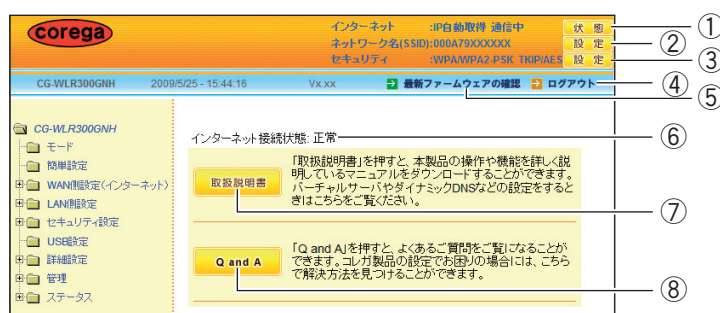 corega
インターネット :IP自動取得 通信中 状 態 ①
ネットワーク名(SSID):000A79XXXXXX 設 定 ②
セキュリティ :WPA/WPA2-PSK TKIP/AES 設 定 ③
CG-WLR300GNH 2009/5/25 - 15:44:16 Vx.xx 最新ファームウェアの確認 ログアウト ④
⑤
CG-WLR300GNH
モード
簡単設定
WAN側設定(インターネット)
LAN側設定
セキュリティ設定
USB設定
詳細設定
管理
ステータス
インターネット接続状態: 正常 ⑥
取扱説明書
「取扱説明書」を押すと、本製品の操作や機能を詳しく説
明しているマニュアルをダウンロードすることができます。
バーチャルサーバやダイナミックDNSなどの設定をすると
きはこちらをご覧ください。
⑦
Q and A
「Q and A」を押すと、よくあるご質問をご覧になることが
できます。コレガ製品の設定でお困りの場合には、こちら
で解決方法を見つけることができます。
⑧